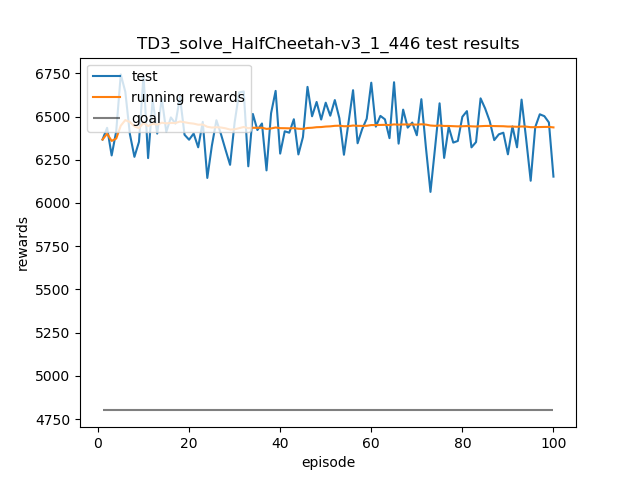 TD3_solve_HalfCheetah-v3_1_446 test results
test
running rewards
goal
6750
6500
6250
6000
5750
5500
5250
5000
4750
rewards
0 20 40 60 80 100
episode